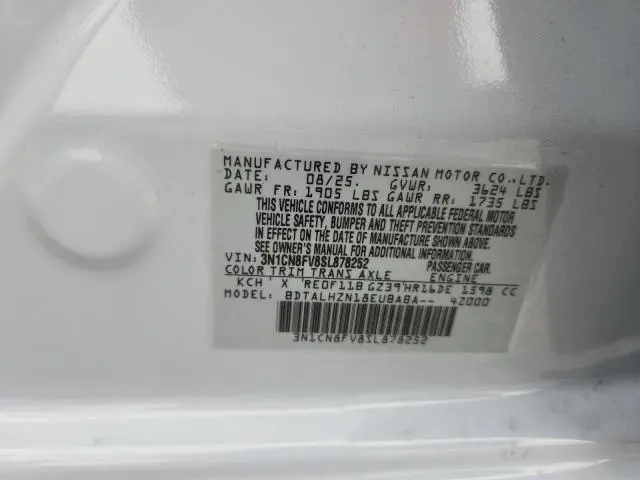 MANUFACTURED BY NISSAN MOTOR CO.,LTD.
DATE: 08/25. GVWR: 3624 LBS
GAWR FR: 1905 LBS GAWR RR: 1735 LBS
THIS VEHICLE CONFORMS TO ALL APPLICABLE FEDERAL MOTOR
VEHICLE SAFETY, BUMPER AND THEFT PREVENTION STANDARDS
IN EFFECT ON THE DATE OF MANUFACTURE SHOWN ABOVE.
SEE OWNER'S MANUAL FOR MORE INFORMATION.
VIN: 3N1CN8FV8SL878252 PASSENGER CAR.
COLOR TRIM TRANS AXLE ENGINE
KCH ' X 'RE0F11B GZ39'HR16DE 1598 CC
MODEL: BDTALHZN18EUBABA-- 42000
3N1CN8FV8SL878252